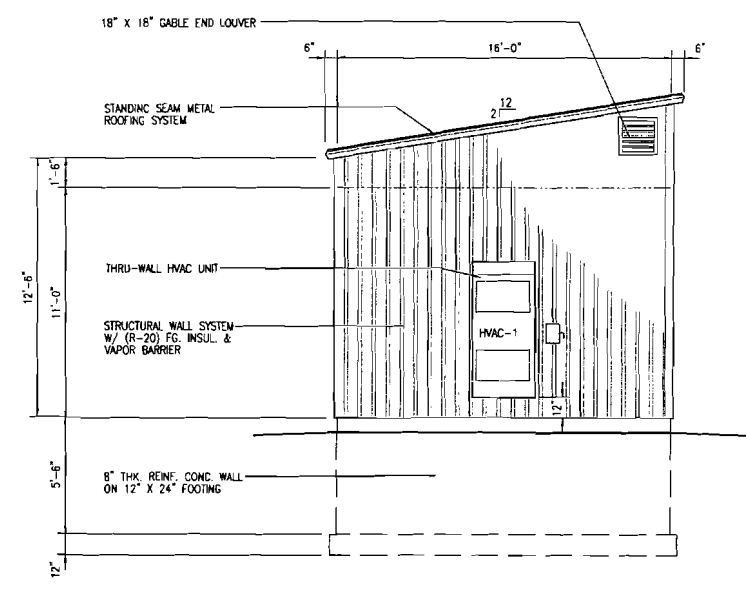 18" X 18" GABLE END LOUVER
6"
16'-0"
6"
STANDING SEAM METAL
ROOFING SYSTEM
12
2
1'-6"
12'-6"
11'-0"
THRU-WALL HVAC UNIT
HVAC-1
STRUCTURAL WALL SYSTEM
W/ (R-20) FG. INSUL. &
VAPOR BARRIER
12"
5'-6"
8" THK. REINF. CONC. WALL
ON 12" X 24" FOOTING
12"